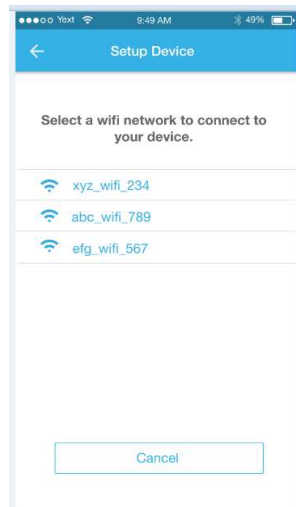 Yext 9:49 AM 49%
Setup Device
Select a wifi network to connect to
your device.
xyz_wifi_234
abc_wifi_789
efg_wifi_567
Cancel